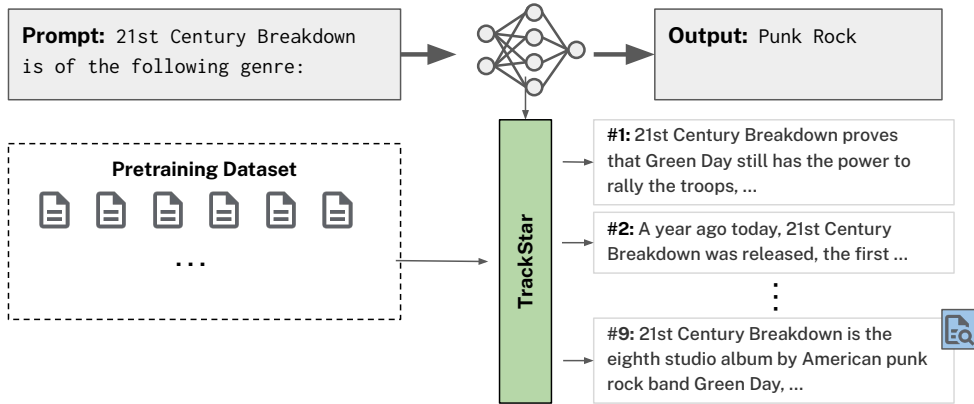 Prompt: 21st Century Breakdown
is of the following genre:
Output: Punk Rock
Pretraining Dataset
...
TrackStar
#1: 21st Century Breakdown proves
that Green Day still has the power to
rally the troops, ...
#2: A year ago today, 21st Century
Breakdown was released, the first ...
#9: 21st Century Breakdown is the
eighth studio album by American punk
rock band Green Day, ...